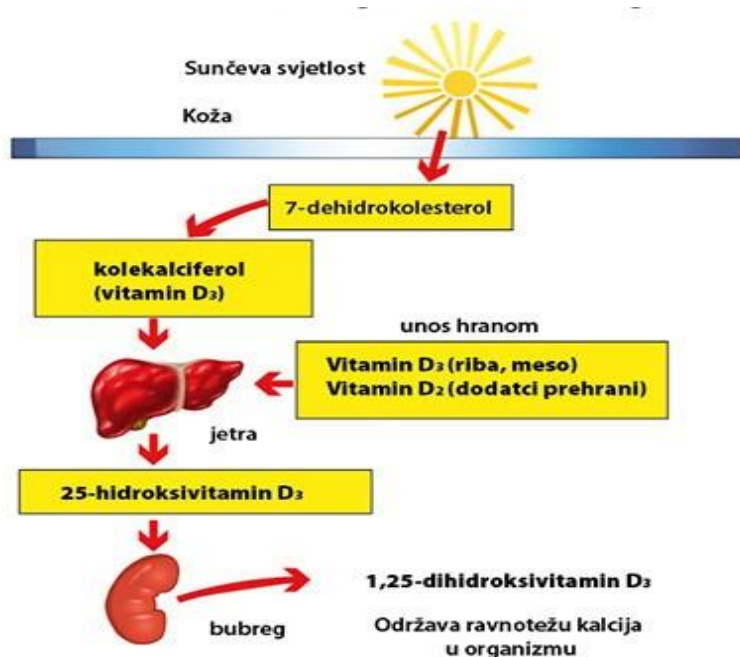 Sunčeva svjetlost
Koža
7-dehidrokolesterol
kolekalciferol
(vitamin D₃)
unos hranom
Vitamin D₃ (riba, meso)
Vitamin D₂ (dodatci prehrani)
jetra
25-hidroksivitamin D₃
1,25-dihidroksivitamin D₃
bubreg
Održava ravnotežu kalcija
u organizmu